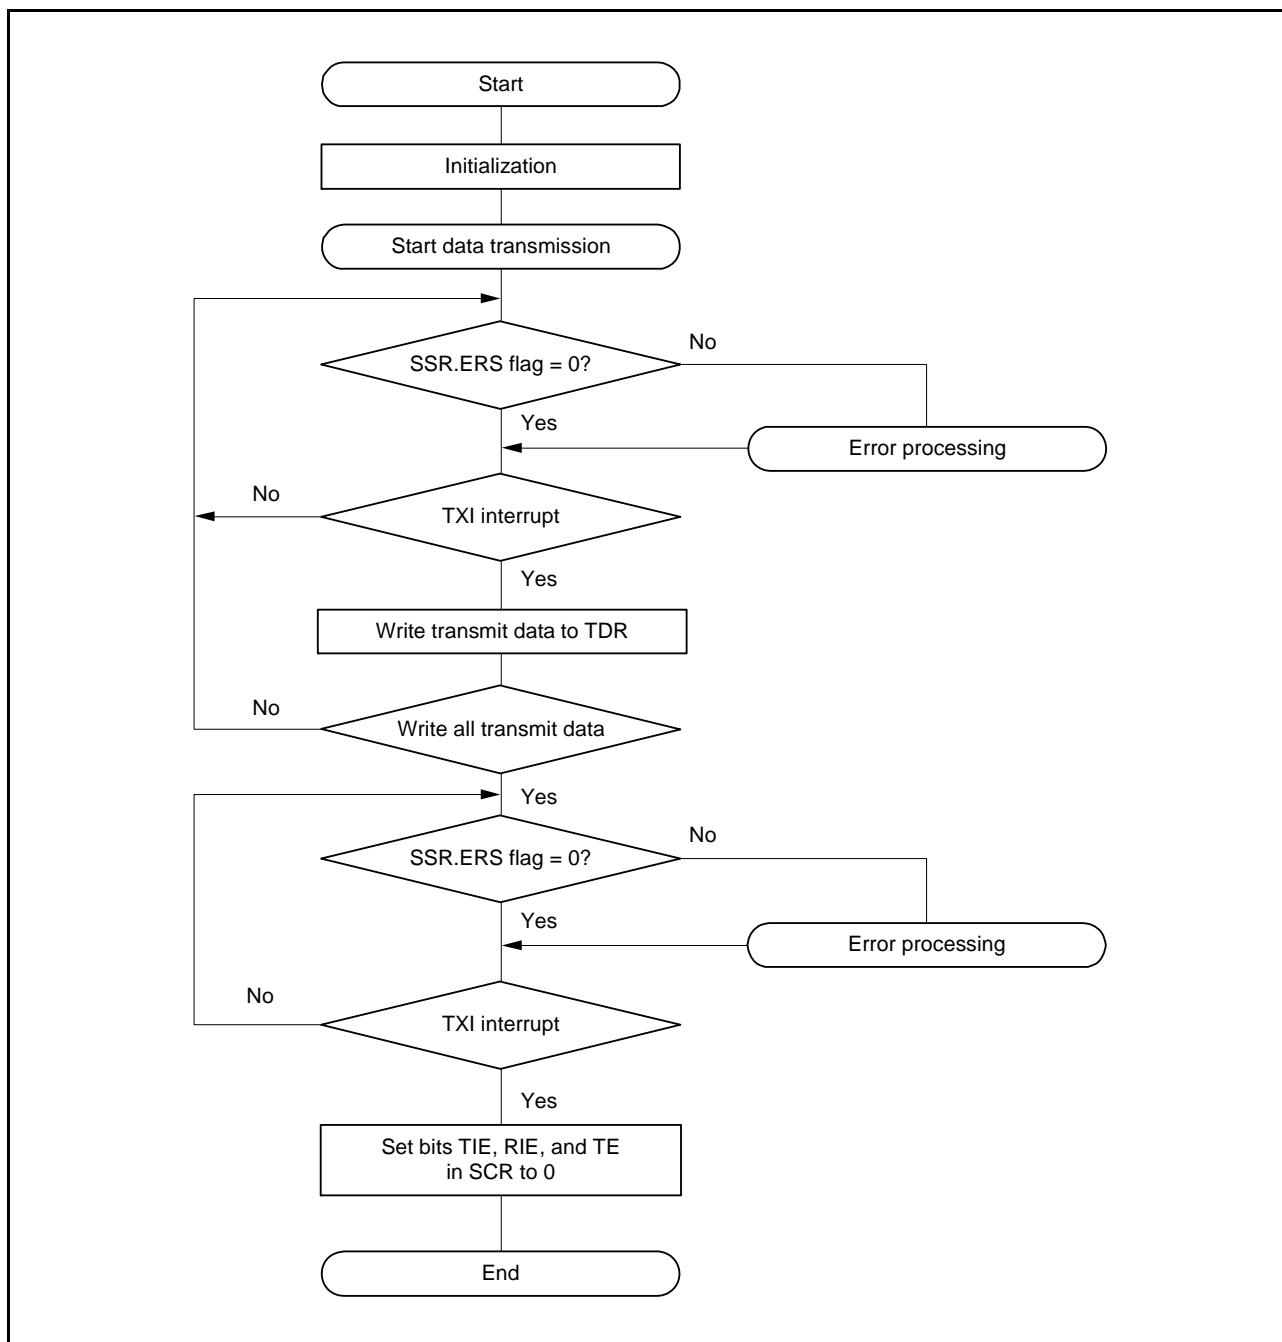 Start
Initialization
Start data transmission
SSR.ERS flag = 0?
No
Yes
Error processing
No
TXI interrupt
Yes
Write transmit data to TDR
No
Write all transmit data
Yes
SSR.ERS flag = 0?
No
Yes
Error processing
No
TXI interrupt
Yes
Set bits TIE, RIE, and TE
in SCR to 0
End